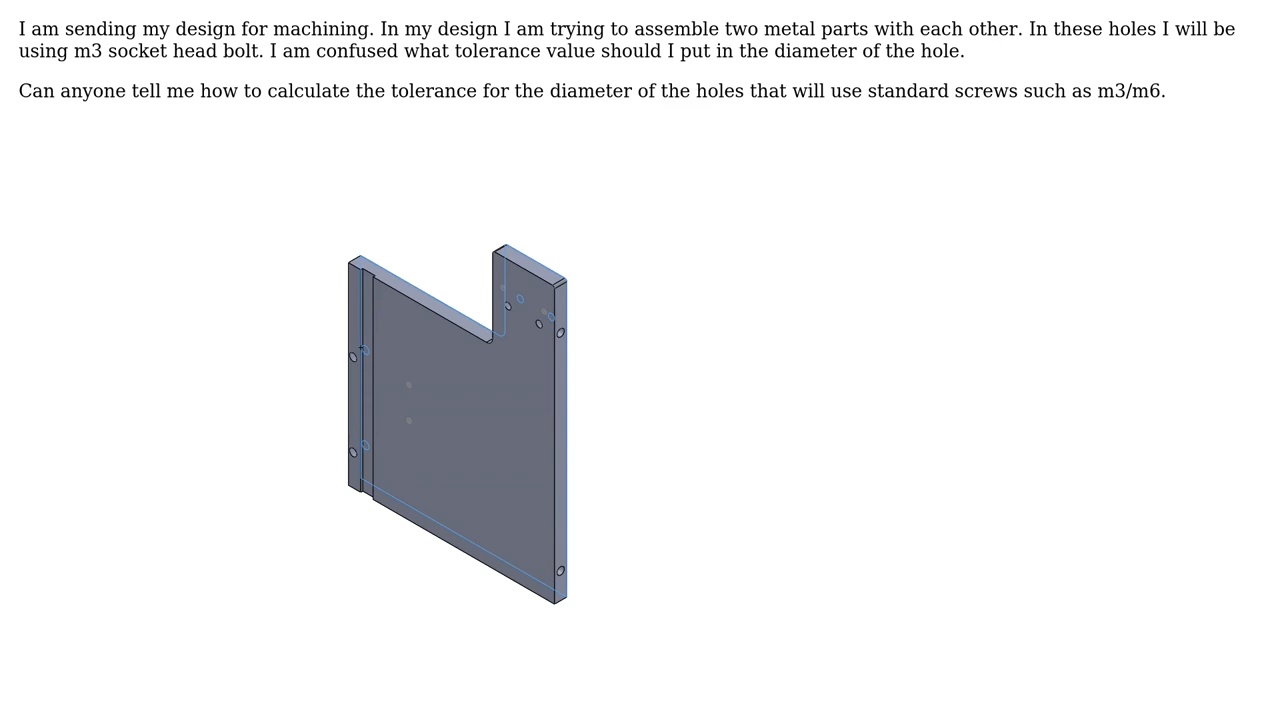 I am sending my design for machining. In my design I am trying to assemble two metal parts with each other. In these holes I will be
using m3 socket head bolt. I am confused what tolerance value should I put in the diameter of the hole.
Can anyone tell me how to calculate the tolerance for the diameter of the holes that will use standard screws such as m3/m6.